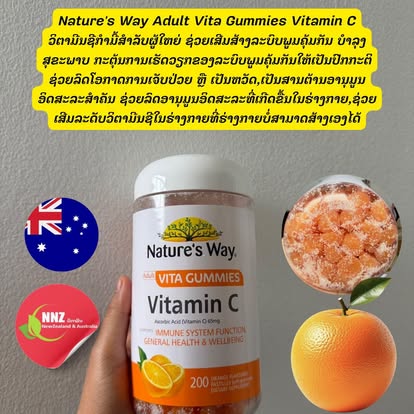 Nature's Way Adult Vita Gummies Vitamin C
ວິຕາມິນຊີກຳມີ້ສຳລັບຜູ້ໃຫຍ່ ຊ່ວຍເສີມສ້າງລະບົບພູມຄຸ້ມກັນ ບຳລຸງ
ສຸຂະພາບ ກະຕຸ້ນການເຮັດວຽກຂອງລະບົບພູມຄຸ້ມກັນໃຫ້ເປັນປົກກະຕິ
ຊ່ວຍລົດໂອກາດການເຈັບປ່ວຍ ຫຼື ເປັນຫວັດ,ເປັນສານຕ້ານອານຸມູນ
ອິດສະລະສຳຄັນ ຊ່ວຍລົດອານຸມູນອິດສະລະທີ່ເກີດຂຶ້ນໃນຮ່າງກາຍ,ຊ່ວຍ
ເສີມລະດັບວິຕາມິນຊີໃນຮ່າງກາຍທີ່ຮ່າງກາຍບໍ່ສາມາດສ້າງເອງໄດ້
Nature's Way
Adult VITA GUMMIES
Vitamin C
Ascorbic Acid (Vitamin C) 65mg
IMMUNE SYSTEM FUNCTION
GENERAL HEALTH & WELLBEING
200 ORANGE FLAVOURED
PASTILLES
NNZ
NewZealand & Australia